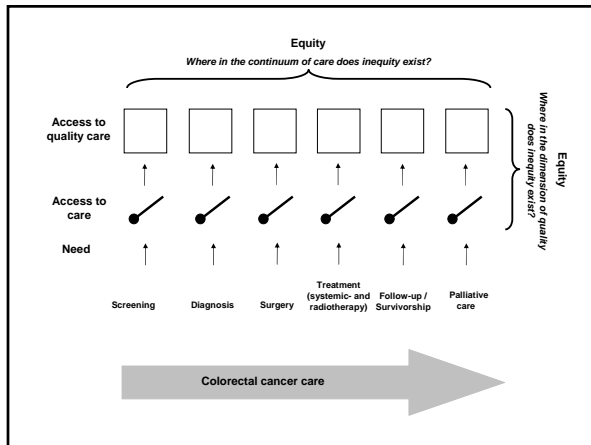 Equity
Where in the continuum of care does inequity exist?
Access to
quality care
Access to
care
Need
Where in the dimension of quality
does inequity exist?
Equity
Screening
Diagnosis
Surgery
Treatment
(systemic- and
radiotherapy)
Follow-up /
Survivorship
Palliative
care
Colorectal cancer care